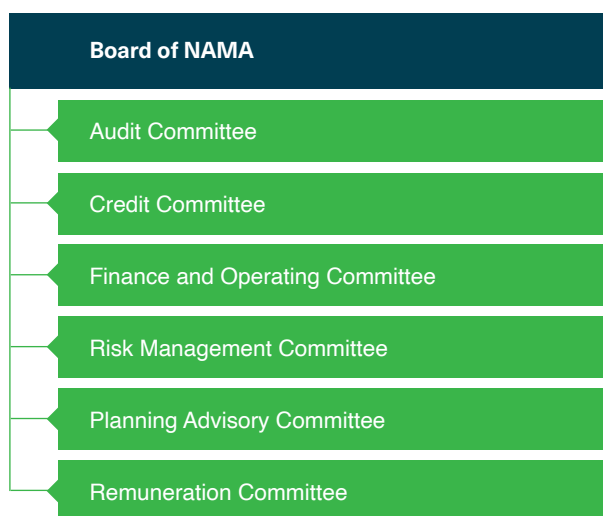 Board of NAMA
Audit Committee
Credit Committee
Finance and Operating Committee
Risk Management Committee
Planning Advisory Committee
Remuneration Committee